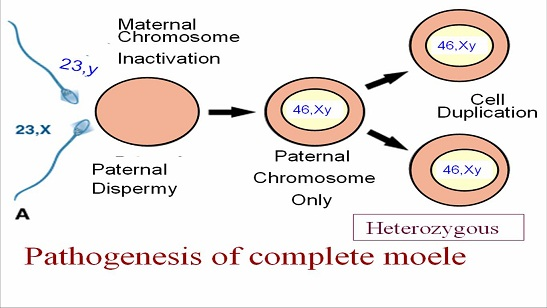 Maternal
Chromosome
Inactivation
23,y
23,X
A
Paternal
Dispermy
46,Xy
Paternal
Chromosome
Only
46,Xy
Cell
Duplication
46,Xy
Heterozygous
Pathogenesis of complete moele